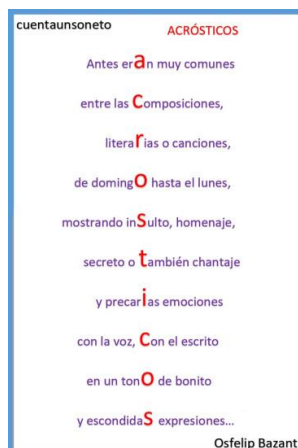 cuentaunsoneto
ACRÓSTICOS
Antes eran muy comunes
entre las Composiciones,
literarias o canciones,
de domingO hasta el lunes,
mostrando inSulto, homenaje,
secreto o también chantaje
y precarias emociones
con la voz, Con el escrito
en un tonO de bonito
y escondidaS expresiones...
Osfelip Bazant